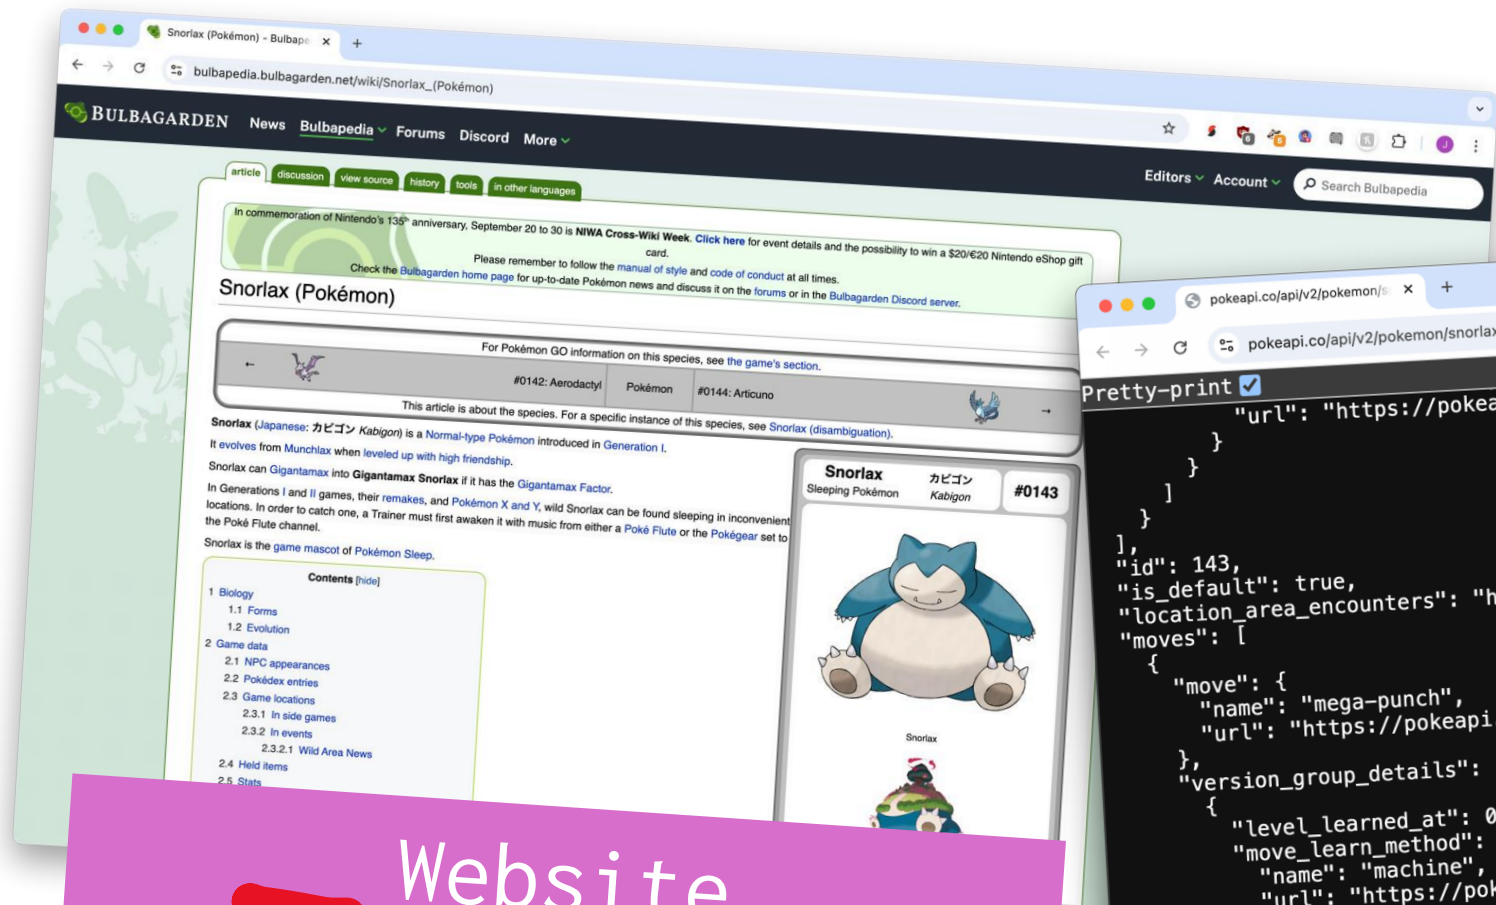 Snorlax (Pokémon) - Bulbape
bulbapedia.bulbagarden.net/wiki/Snorlax_(Pokémon)
BULBAGARDEN News Bulbapedia Forums Discord More
Editors Account Search Bulbapedia
article discussion view source history tools in other languages
In commemoration of Nintendo's 135th anniversary, September 20 to 30 is NIWA Cross-Wiki Week. Click here for event details and the possibility to win a $20/€20 Nintendo eShop gift
card.
Please remember to follow the manual of style and code of conduct at all times.
Check the Bulbagarden home page for up-to-date Pokémon news and discuss it on the forums or in the Bulbagarden Discord server.
Snorlax (Pokémon)
For Pokémon GO information on this species, see the game's section.
← #0142: Aerodactyl Pokémon #0144: Articuno →
This article is about the species. For a specific instance of this species, see Snorlax (disambiguation).
Snorlax (Japanese: カビゴン Kabigon) is a Normal-type Pokémon introduced in Generation I.
It evolves from Munchlax when leveled up with high friendship.
Snorlax can Gigantamax into Gigantamax Snorlax if it has the Gigantamax Factor.
In Generations I and II games, their remakes, and Pokémon X and Y, wild Snorlax can be found sleeping in inconvenient
locations. In order to catch one, a Trainer must first awaken it with music from either a Poké Flute or the Pokégear set to
the Poké Flute channel.
Snorlax is the game mascot of Pokémon Sleep.
Contents [hide]
1 Biology
1.1 Forms
1.2 Evolution
2 Game data
2.1 NPC appearances
2.2 Pokédex entries
2.3 Game locations
2.3.1 In side games
2.3.2 In events
2.3.2.1 Wild Area News
2.4 Held items
2.5 Stats
Snorlax カビゴン #0143
Sleeping Pokémon Kabigon
Snorlax
Website
pokeapi.co/api/v2/pokemon/s
pokeapi.co/api/v2/pokemon/snorlax
Pretty-print
"url": "https://pokea
}
}
]
}
],
"id": 143,
"is_default": true,
"location_area_encounters": "h
"moves": [
{
"move": {
"name": "mega-punch",
"url": "https://pokeapi.
},
"version_group_details":
{
"level_learned_at": 0
"move_learn_method":
"name": "machine",
"url": "https://pok